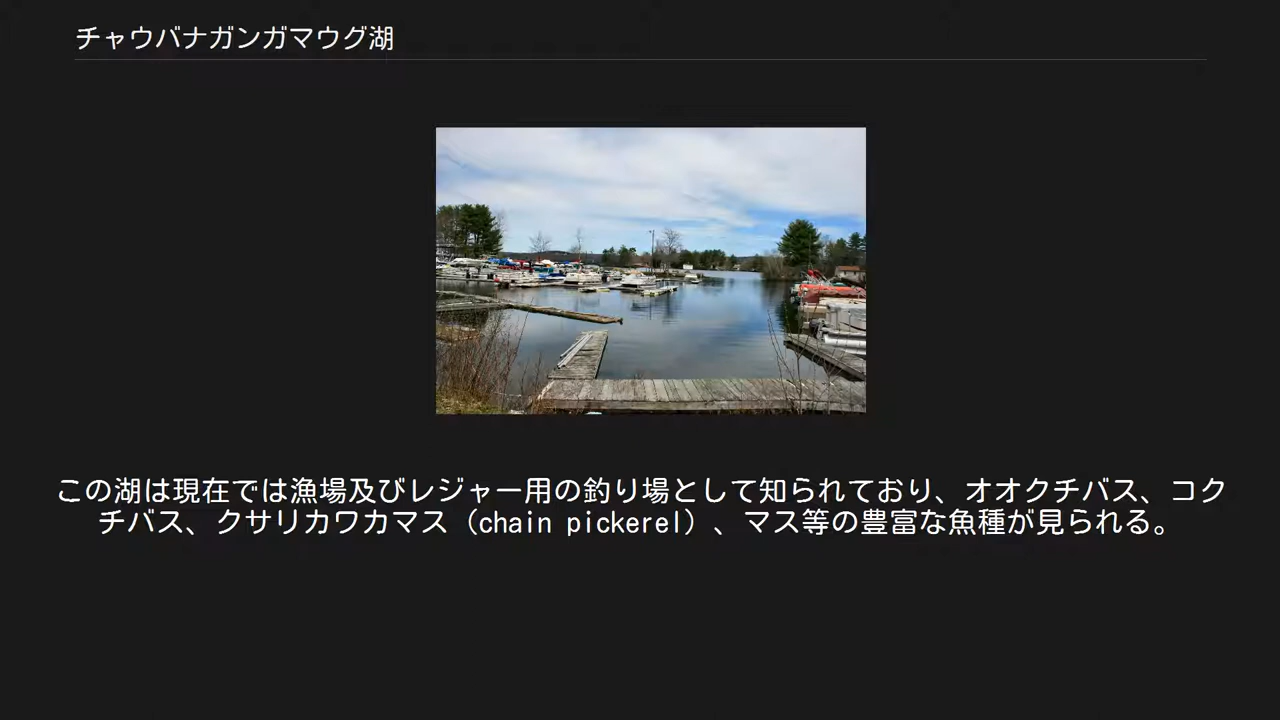 チャウバナガンガマウグ湖
この湖は現在では漁場及びレジャー用の釣り場として知られており、オオクチバス、コク
チバス、クサリカワカマス（chain pickerel）、マス等の豊富な魚種が見られる。